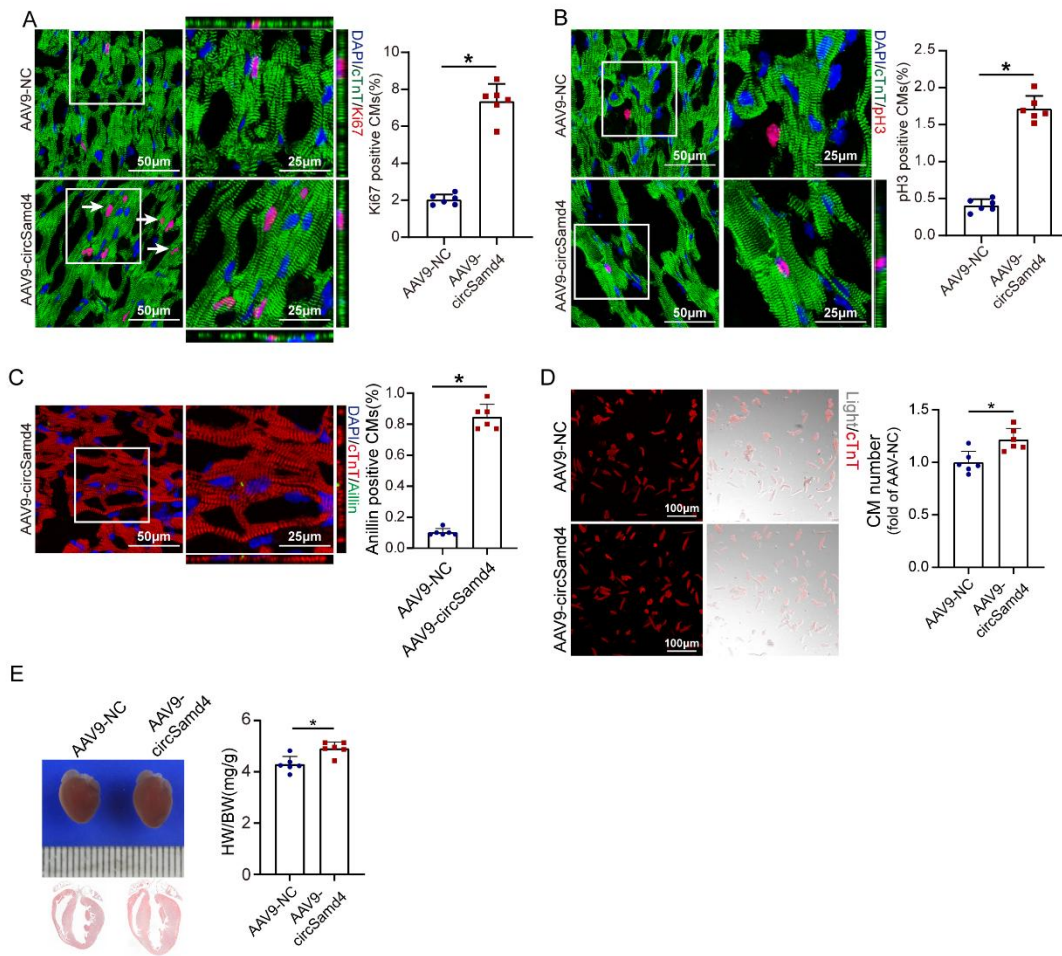 A
AAV9-NC
AAV9-circSamd4
50μm
25μm
50μm
25μm
DAPI/cTnT/Ki67
Ki67 positive CMs(%)
10
8
6
4
2
0
*
AAV9-NC
AAV9-
circSamd4
B
AAV9-NC
AAV9-circSamd4
50μm
25μm
50μm
25μm
DAPI/cTnT/pH3
pH3 positive CMs(%)
2.5
2.0
1.5
1.0
0.5
0.0
*
AAV9-NC
AAV9-
circSamd4
C
AAV9-circSamd4
50μm
25μm
DAPI/cTnT/Aillin
Anillin positive CMs(%)
1.0
0.8
0.6
0.4
0.2
0.0
*
AAV9-NC
AAV9-circSamd4
D
AAV9-NC
AAV9-circSamd4
100μm
100μm
Light/cTnT
CM number
(fold of AAV-NC)
1.5
1.0
0.5
0.0
*
AAV9-NC
AAV9-
circSamd4
E
AAV9-NC
AAV9-
circSamd4
HW/BW(mg/g)
6
4
2
0
*
AAV9-NC
AAV9-
circSamd4